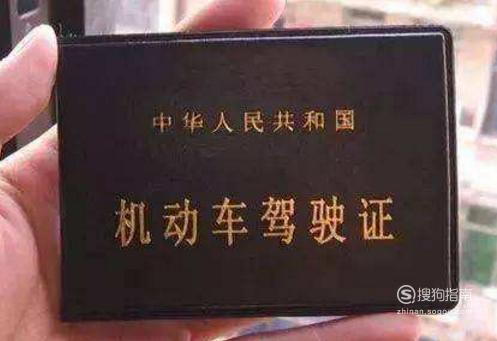 中华人民共和国
机动车驾驶证
S 搜狗指南
zhinan.sogou.com